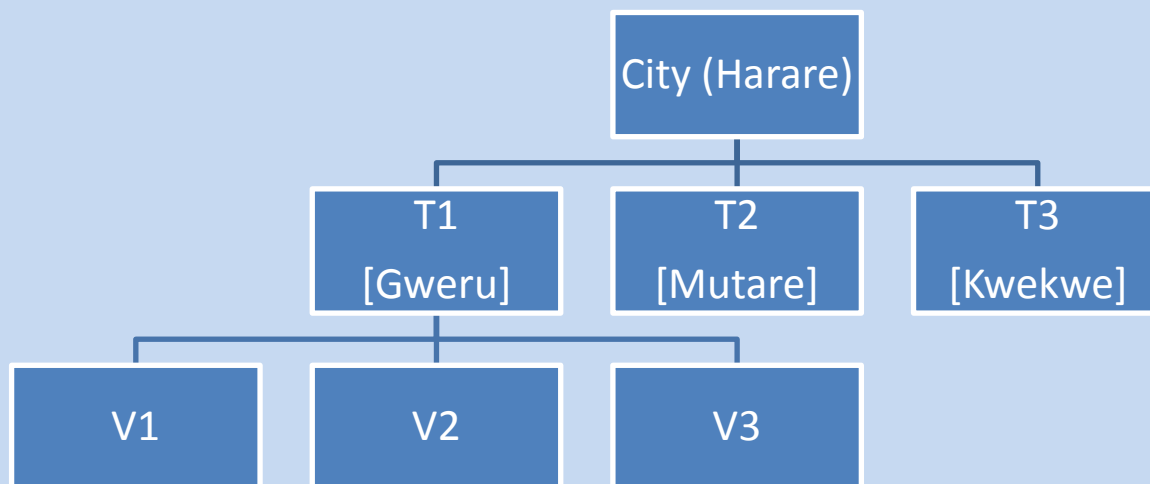 City (Harare)
T1
[Gweru]
T2
[Mutare]
T3
[Kwekwe]
V1
V2
V3